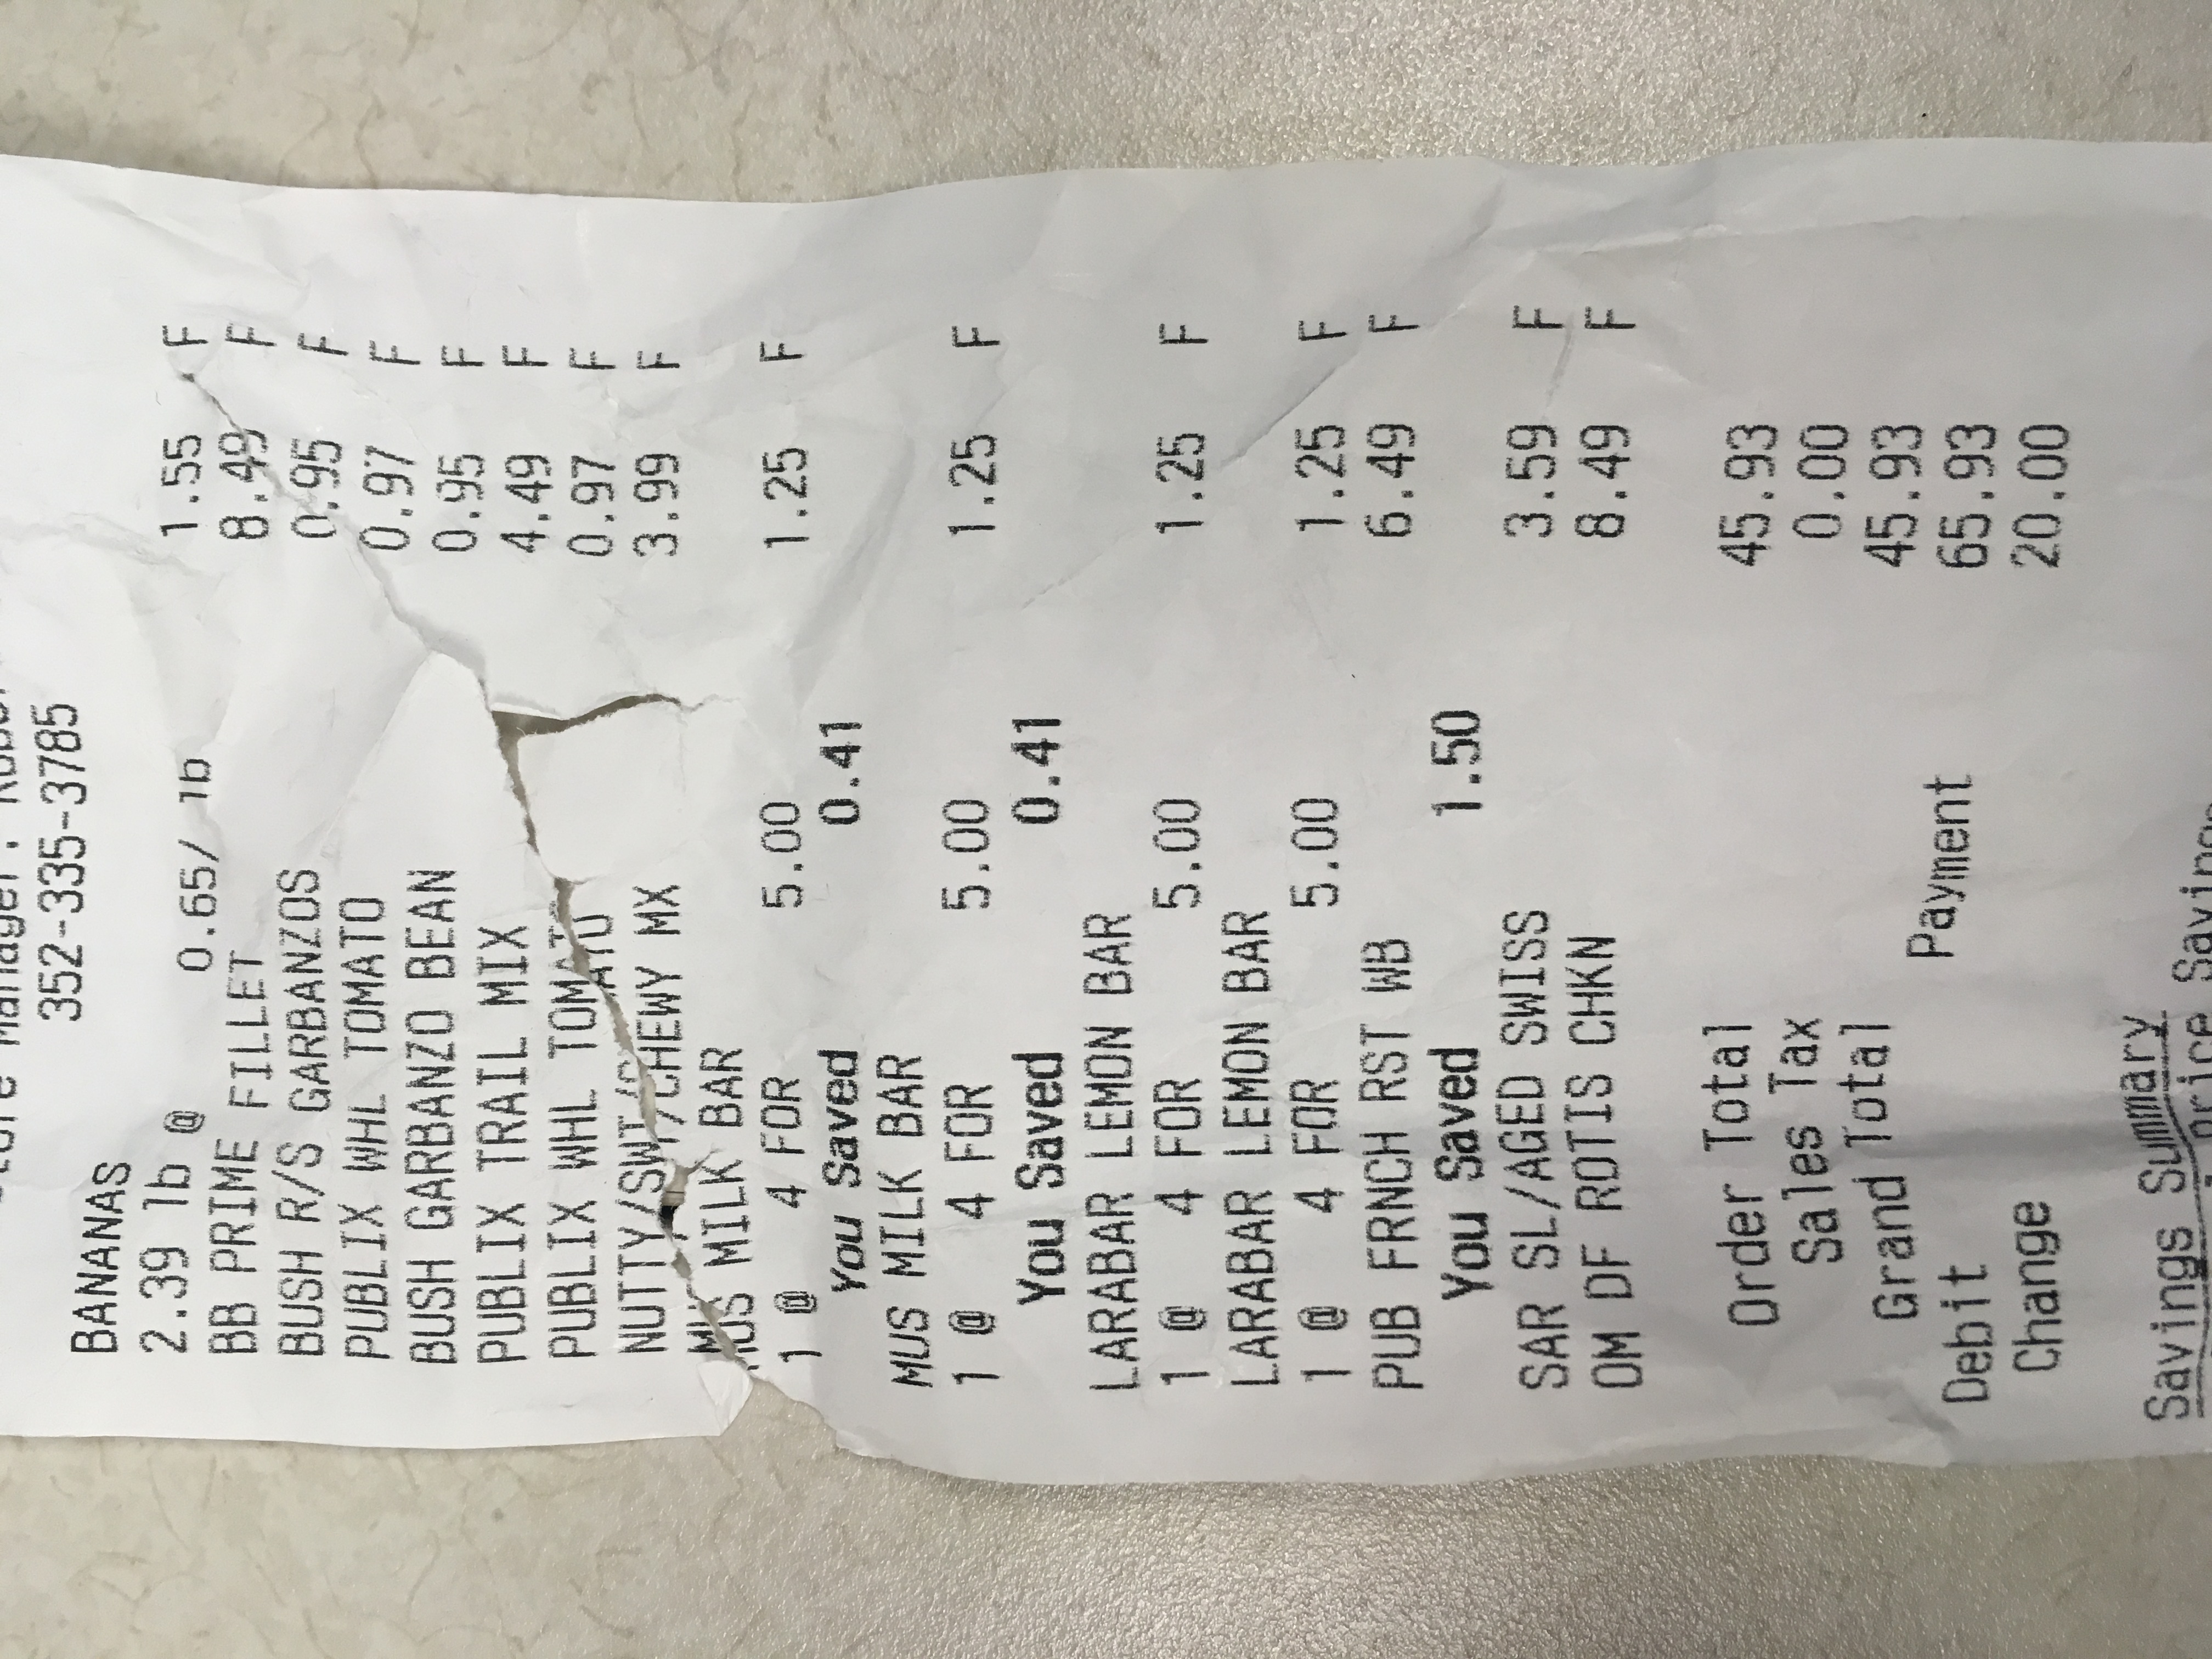 Store Manager:
352-335-3785
BANANAS
2.39 lb @ 0.65/ lb 1.55 F
BB PRIME FILLET 8.49 F
BUSH R/S GARBANZOS 0.95 F
PUBLIX WHL TOMATO 0.97 F
BUSH GARBANZO BEAN 0.95 F
PUBLIX TRAIL MIX 4.49 F
PUBLIX WHL TOMATO 0.97 F
NUTTY/SWT/CHEWY MX 3.99 F
MUS MILK BAR
1 @ 4 FOR 5.00 1.25 F
You Saved 0.41
MUS MILK BAR
1 @ 4 FOR 5.00 1.25 F
You Saved 0.41
LARABAR LEMON BAR
1 @ 4 FOR 5.00 1.25 F
LARABAR LEMON BAR
1 @ 4 FOR 5.00 1.25 F
PUB FRNCH RST WB 6.49 F
You Saved 1.50
SAR SL/AGED SWISS 3.59 F
OM DF ROTIS CHKN 8.49 F
Order Total 45.93
Sales Tax 0.00
Grand Total 45.93
Debit Payment 65.93
Change 20.00
Savings Summary
Price Savings